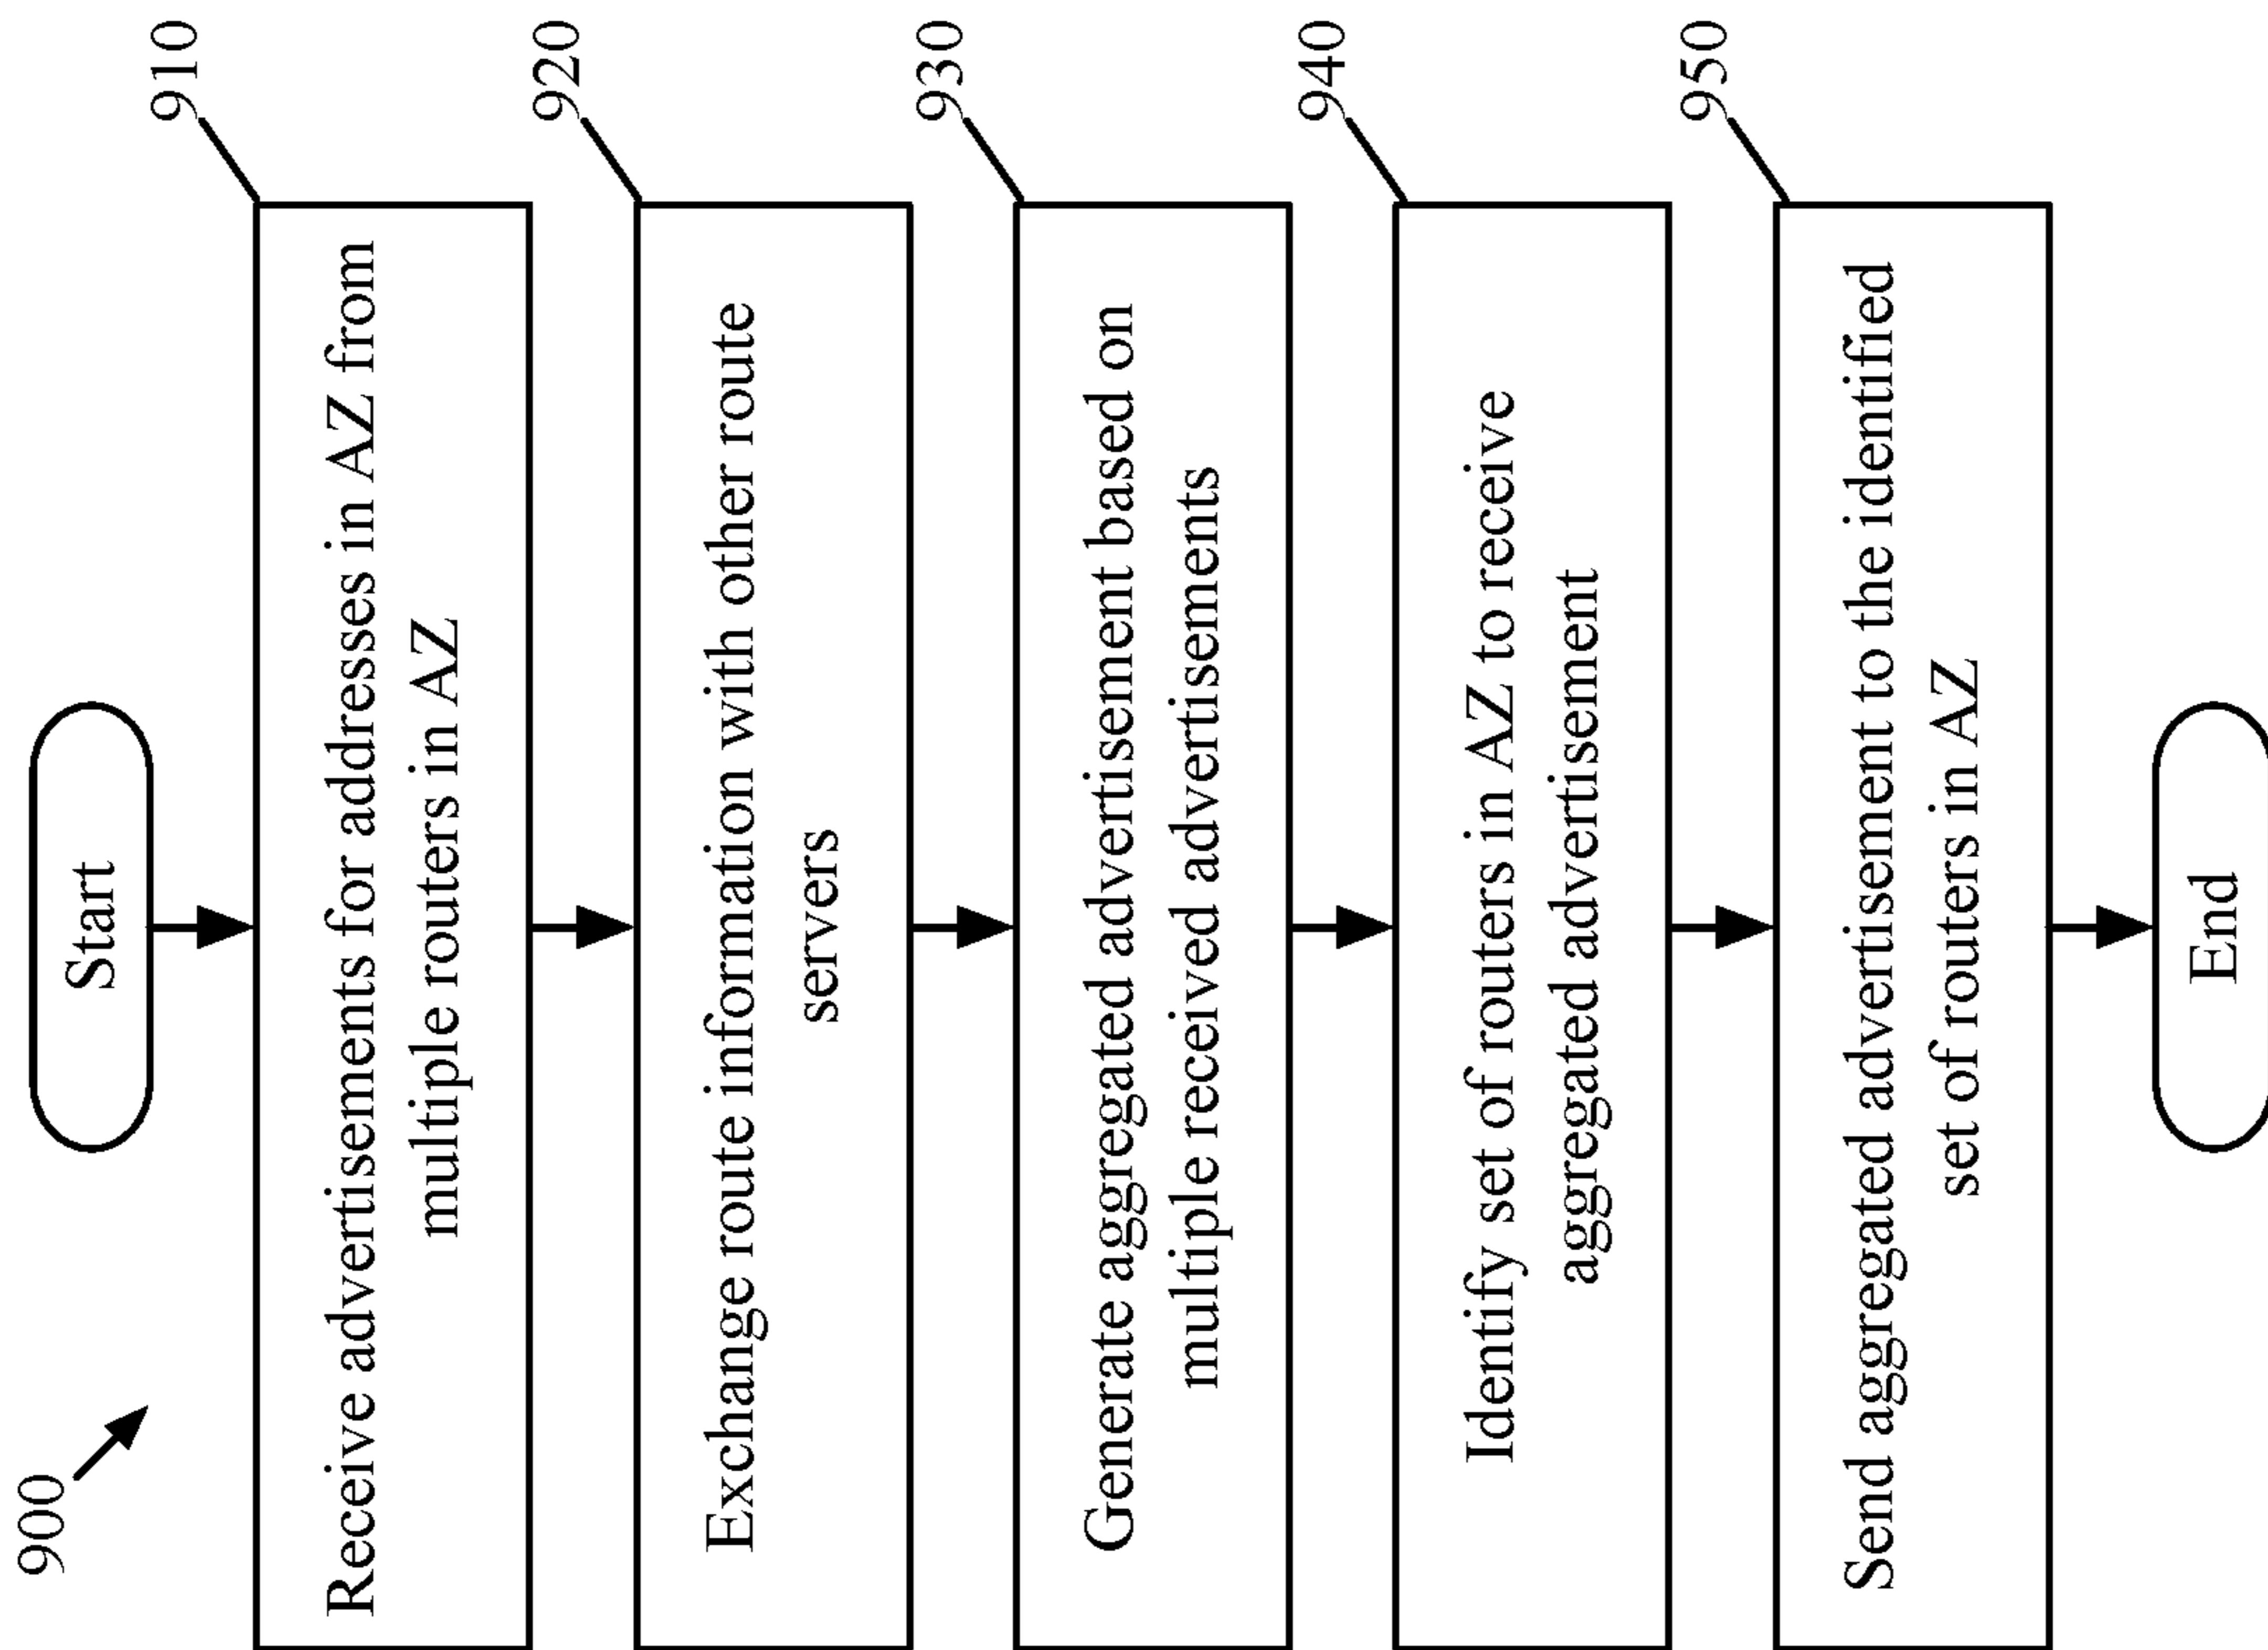 900
Start
910
Receive advertisements for addresses in AZ from
multiple routers in AZ
920
Exchange route information with other route
servers
930
Generate aggregated advertisement based on
multiple received advertisements
940
Identify set of routers in AZ to receive
aggregated advertisement
950
Send aggregated advertisement to the identified
set of routers in AZ
End